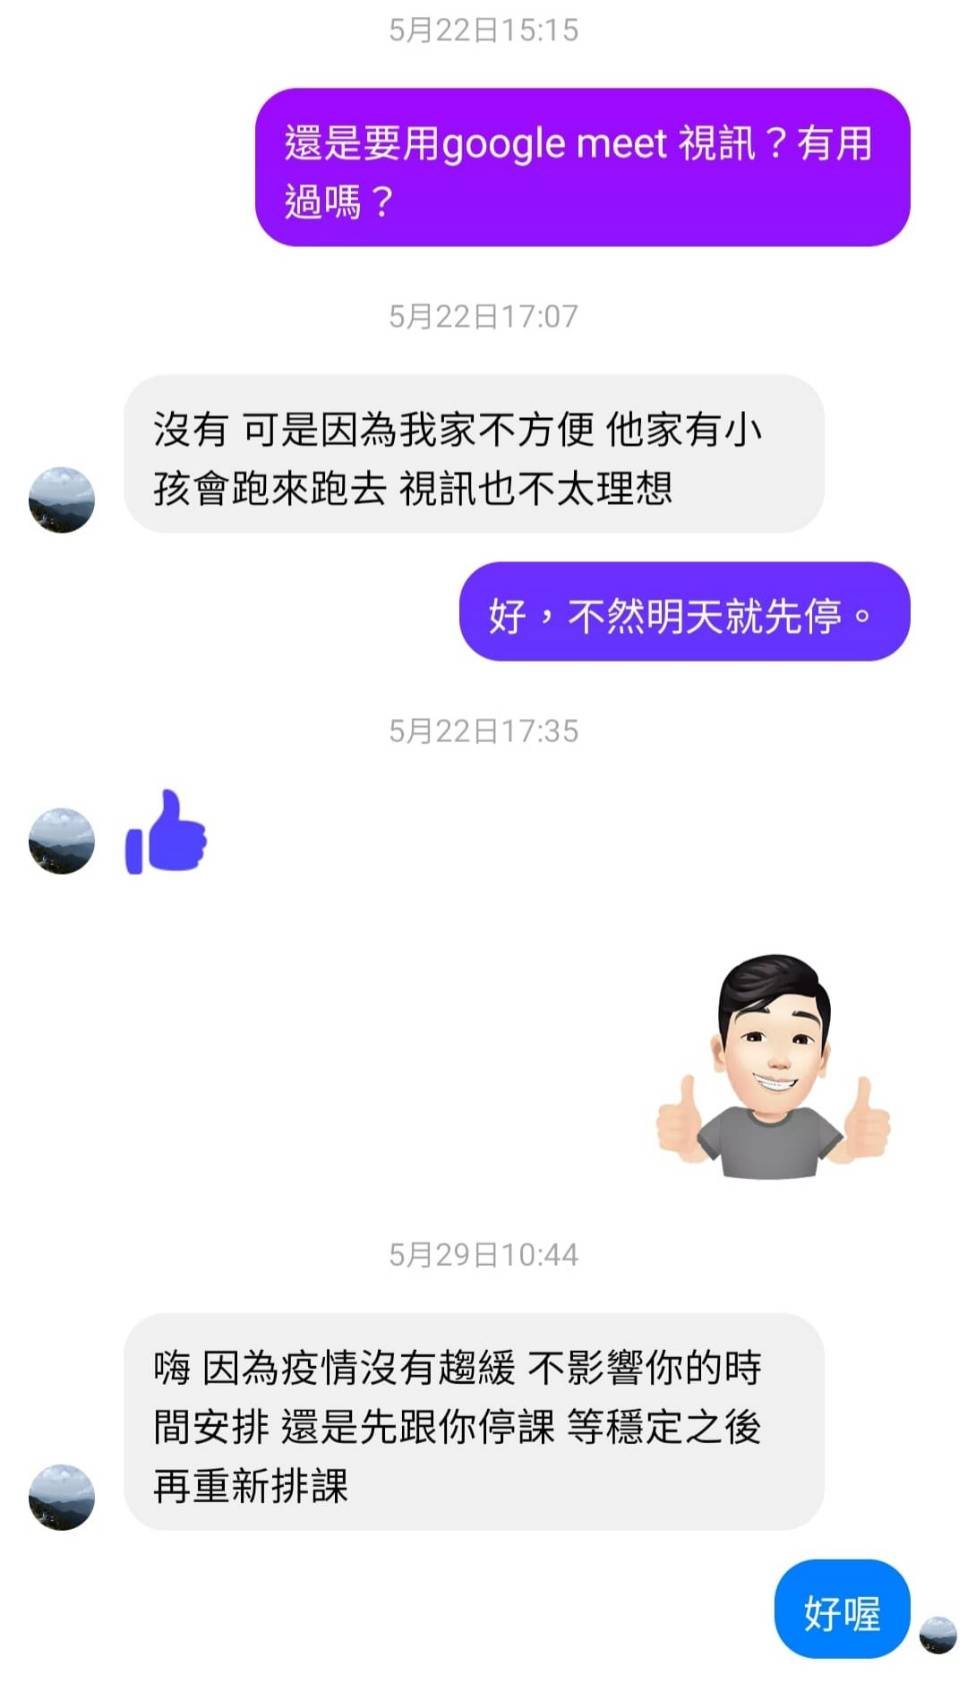 5月22日15:15
還是要用google meet 視訊？有用
過嗎？
5月22日17:07
沒有 可是因為我家不方便 他家有小
孩會跑來跑去 視訊也不太理想
好，不然明天就先停。
5月22日17:35
5月29日10:44
嗨 因為疫情沒有趨緩 不影響你的時
間安排 還是先跟你停課 等穩定之後
再重新排課
好喔